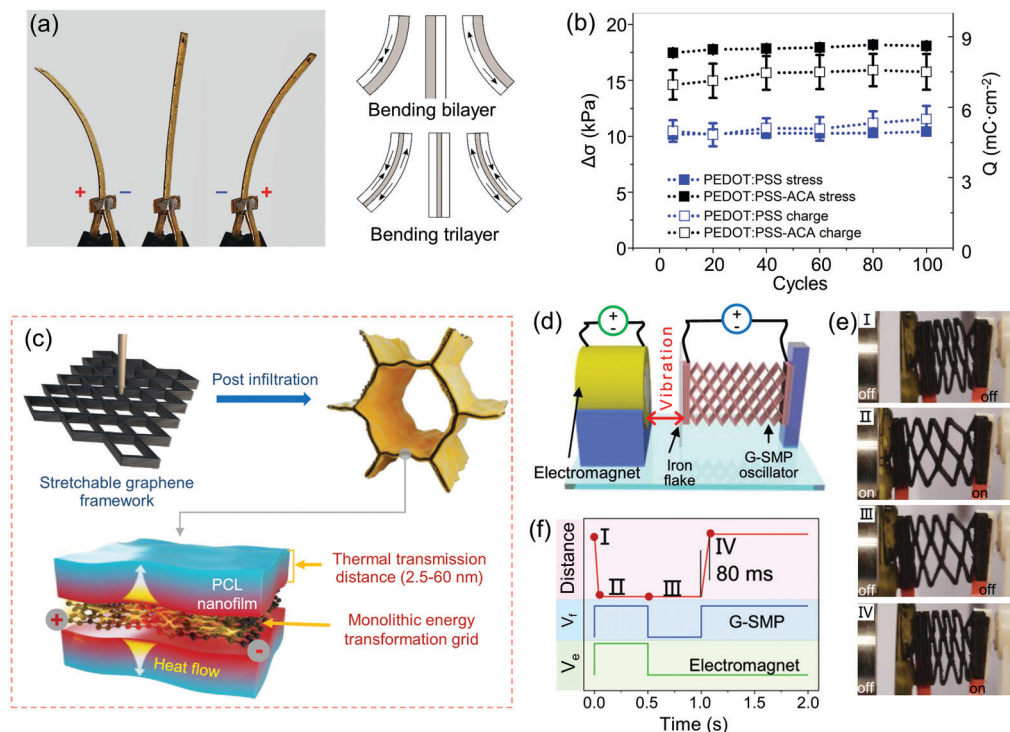 (a)
+
−
−
+
Bending bilayer
Bending trilayer
(b)
Δσ (kPa)
20
15
10
5
0
PEDOT:PSS stress
PEDOT:PSS-ACA stress
PEDOT:PSS charge
PEDOT:PSS-ACA charge
0 20 40 60 80 100
Cycles
9
6
3
0
Q (mC·cm⁻²)
(c)
Post infiltration
Stretchable graphene
framework
PCL
nanofilm
Heat flow
+
-
Thermal transmission
distance (2.5-60 nm)
Monolithic energy
transformation grid
(d)
+
-
+
-
Vibration
Electromagnet
Iron
flake
G-SMP
oscillator
(e)
I
off
off
II
on
on
III
off
off
IV
off
on
(f)
Distance
I
II
III
IV
80 ms
Vf
G-SMP
Ve
Electromagnet
0.0 0.5 1.0 1.5 2.0
Time (s)